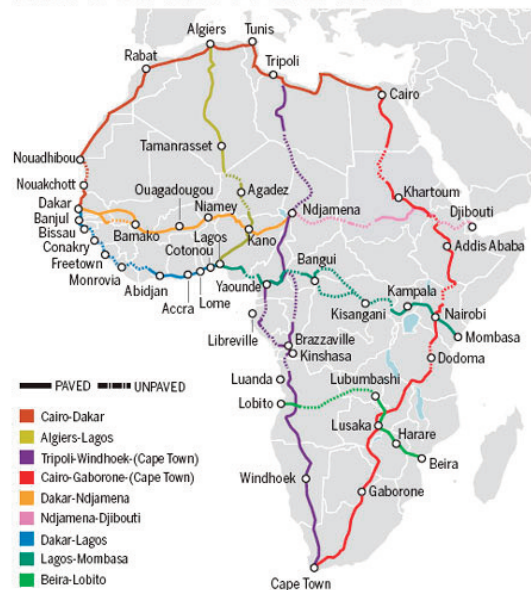 Algiers
Tunis
Rabat
Tripoli
Cairo
Tamanrasset
Nouadhibou
Nouakchott
Ouagadougou
Agadez
Khartoum
Dakar
Niamey
Ndjamena
Djibouti
Banjul
Lagos
Bissau
Bamako
Cotonou
Kano
Addis Ababa
Conakry
Bangui
Freetown
Yaounde
Kampala
Monrovia
Abidjan
Lome
Accra
Kisangani
Nairobi
Libreville
Brazzaville
Mombasa
Kinshasa
Dodoma
Luanda
Lubumbashi
Lobito
Lusaka
Harare
Beira
Windhoek
Gaborone
Cape Town
PAVED
UNPAVED
Cairo-Dakar
Algiers-Lagos
Tripoli-Windhoek-(Cape Town)
Cairo-Gaborone-(Cape Town)
Dakar-Ndjamena
Ndjamena-Djibouti
Dakar-Lagos
Lagos-Mombasa
Beira-Lobito